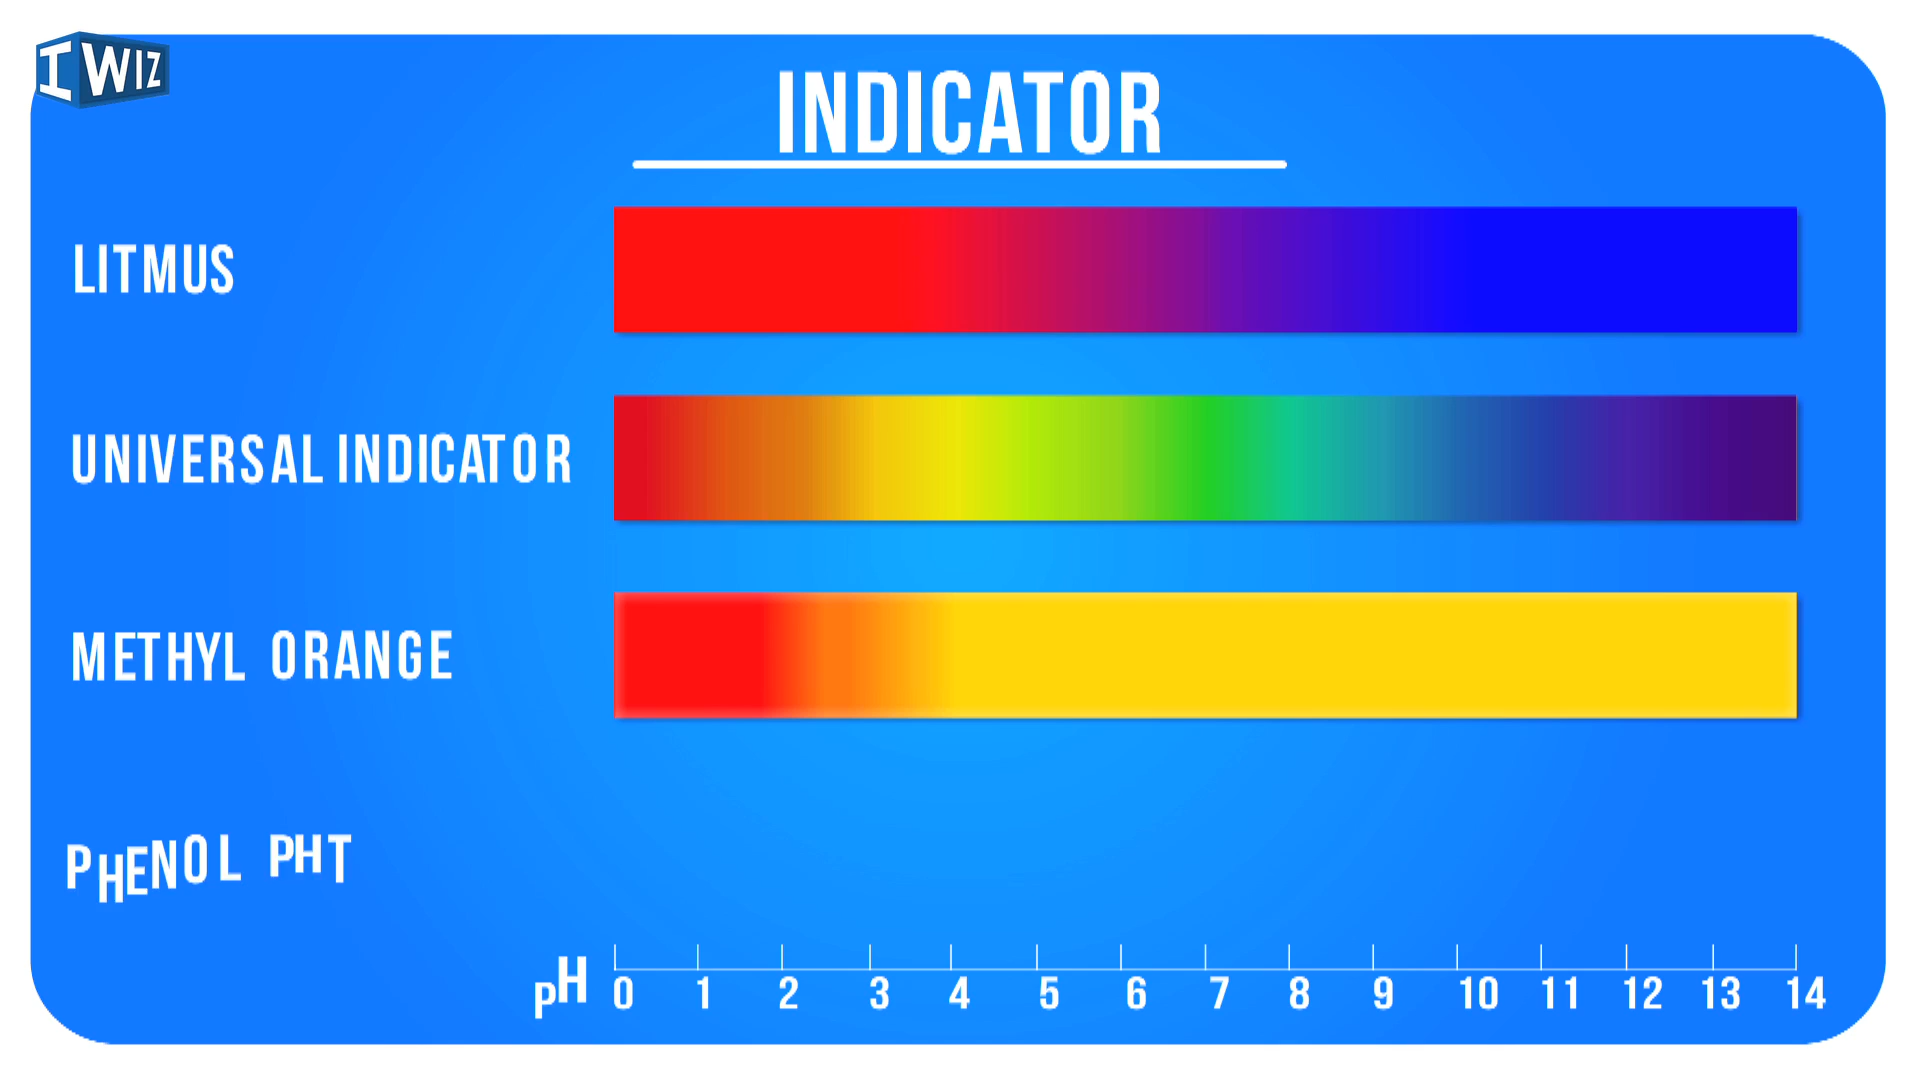 I WIZ
INDICATOR
LITMUS
UNIVERSAL INDICATOR
METHYL ORANGE
PHENOL PHT
pH 0 1 2 3 4 5 6 7 8 9 10 11 12 13 14